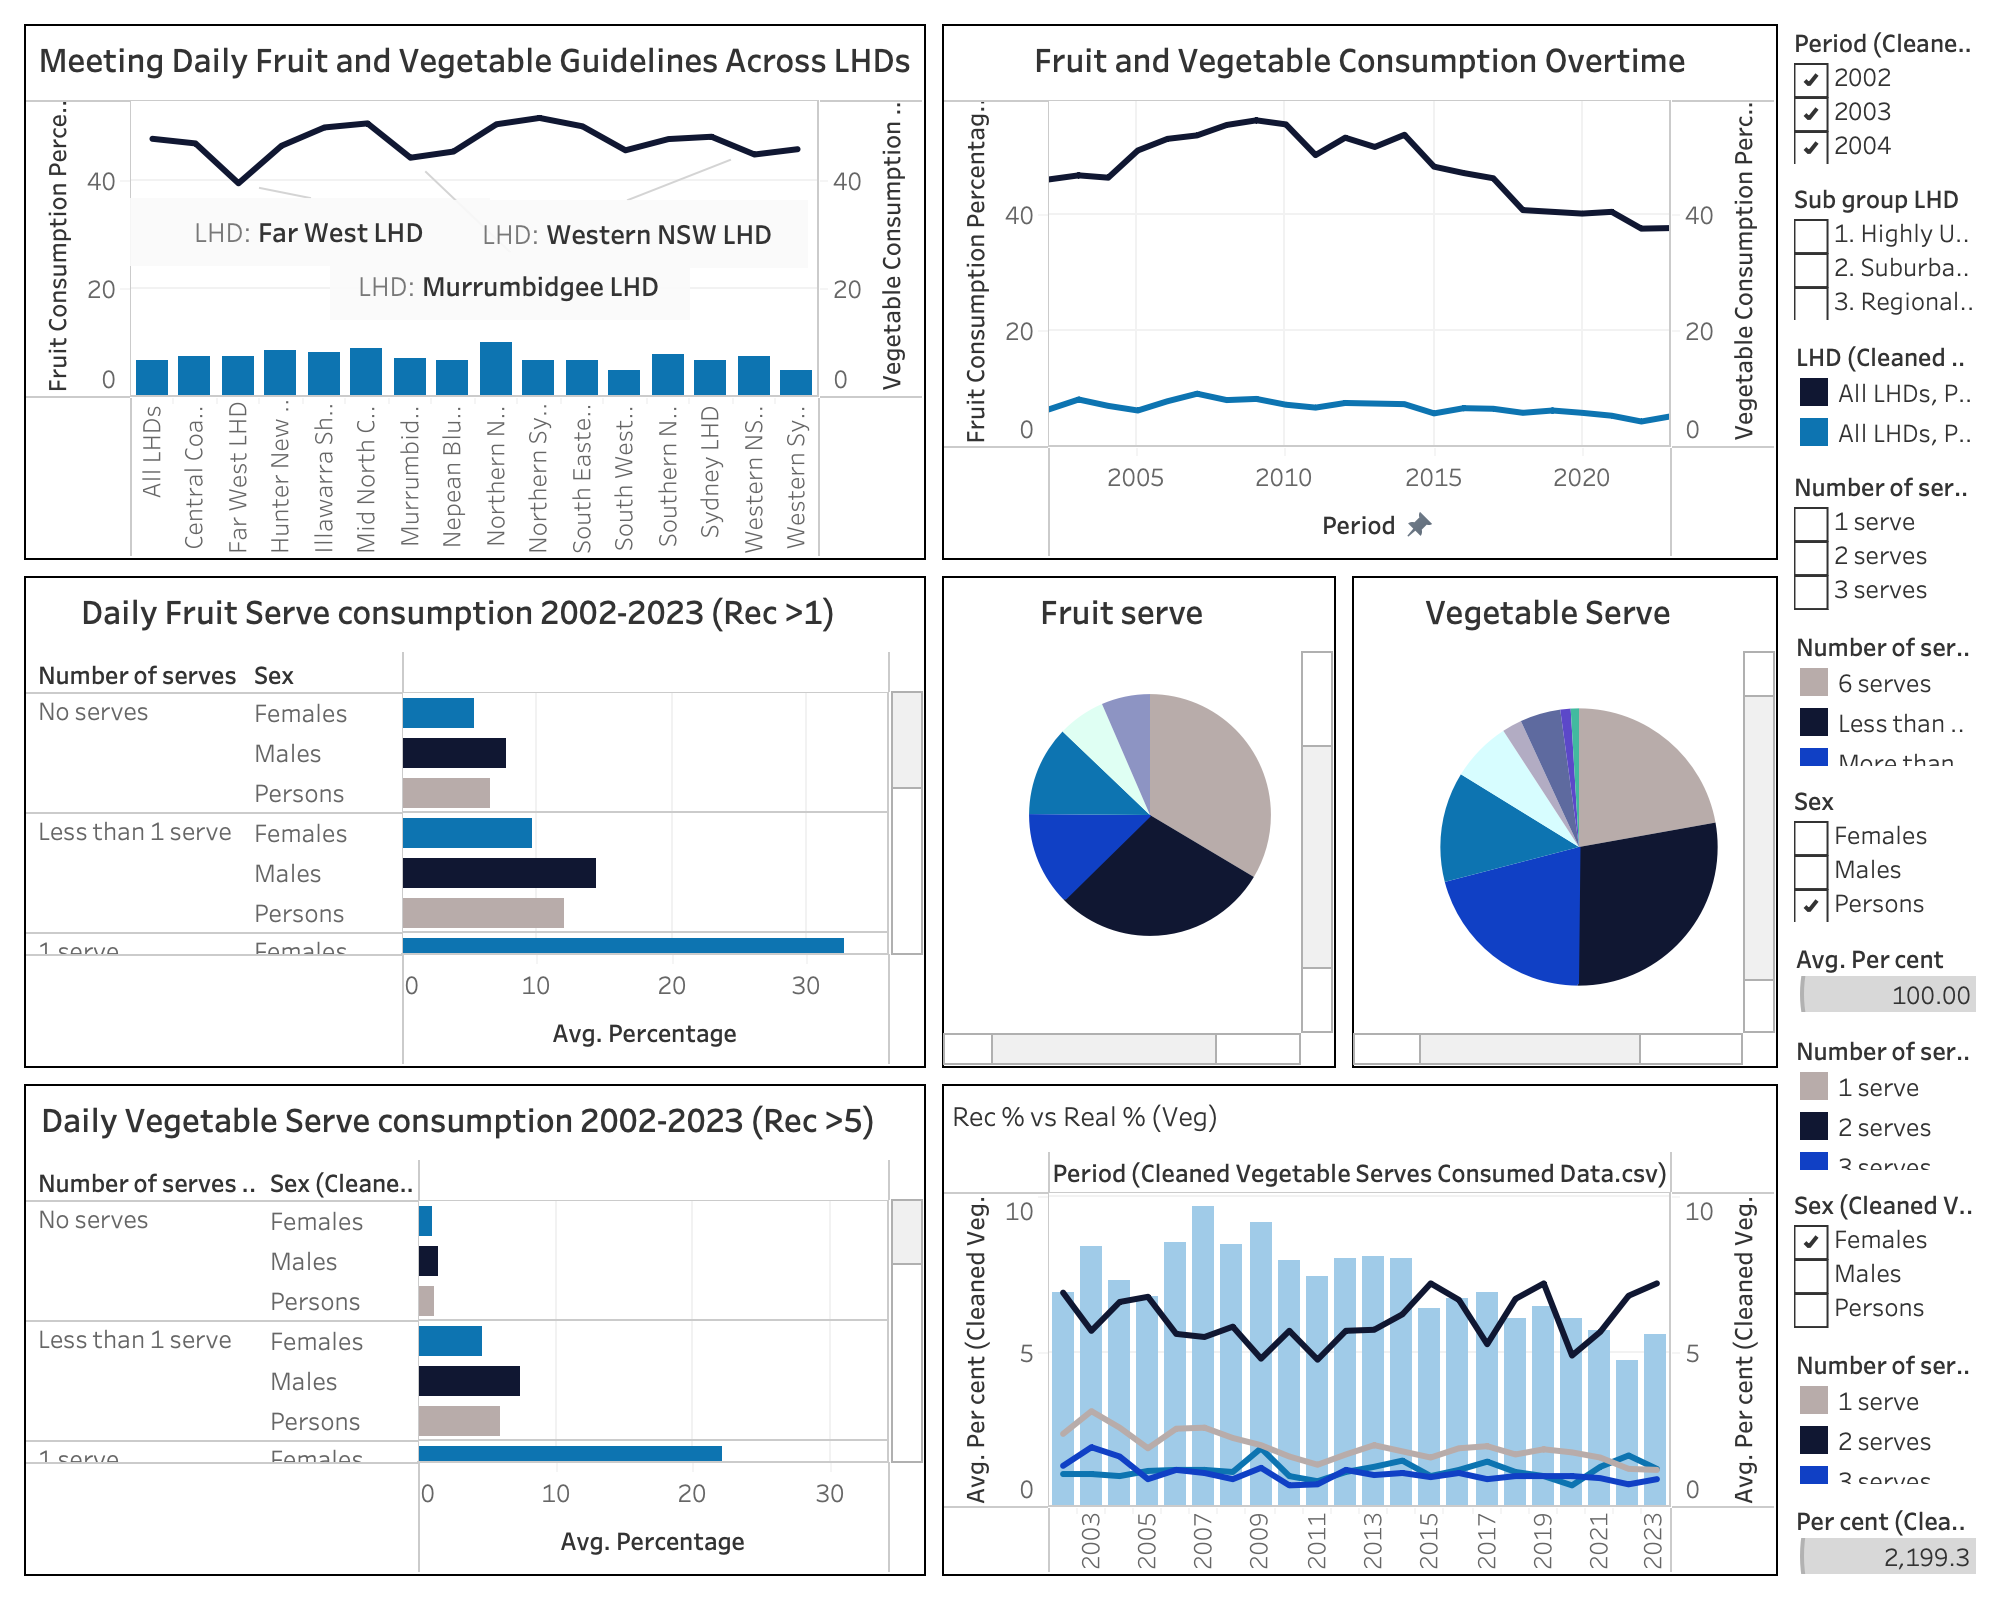 Meeting Daily Fruit and Vegetable Guidelines Across LHDs
Fruit Consumption Perce..
Vegetable Consumption ..
40
20
0
40
20
0
LHD: Far West LHD
LHD: Western NSW LHD
LHD: Murrumbidgee LHD
All LHDs
Central Coa..
Far West LHD
Hunter New ..
Illawarra Sh..
Mid North C..
Murrumbid..
Nepean Blu..
Northern N..
Northern Sy..
South Easte..
South West..
Southern N..
Sydney LHD
Western NS..
Western Sy..
Fruit and Vegetable Consumption Overtime
Fruit Consumption Percentag..
Vegetable Consumption Perc..
40
20
0
40
20
0
2005
2010
2015
2020
Period
Daily Fruit Serve consumption 2002-2023 (Rec >1)
Number of serves Sex
No serves
Females
Males
Persons
Less than 1 serve
Females
Males
Persons
1 serve
Females
0
10
20
30
Avg. Percentage
Fruit serve
Vegetable Serve
Daily Vegetable Serve consumption 2002-2023 (Rec >5)
Number of serves .. Sex (Cleane..
No serves
Females
Males
Persons
Less than 1 serve
Females
Males
Persons
1 serve
Females
0
10
20
30
Avg. Percentage
Rec % vs Real % (Veg)
Period (Cleaned Vegetable Serves Consumed Data.csv)
Avg. Per cent (Cleaned Veg.
Avg. Per cent (Cleaned Veg.
10
5
0
10
5
0
2003
2005
2007
2009
2011
2013
2015
2017
2019
2021
2023
Period (Cleane..
2002
2003
2004
Sub group LHD
1. Highly U..
2. Suburba..
3. Regional..
LHD (Cleaned ..
All LHDs, P..
All LHDs, P..
Number of ser..
1 serve
2 serves
3 serves
Number of ser..
6 serves
Less than ..
More than
Sex
Females
Males
Persons
Avg. Per cent
100.00
Number of ser..
1 serve
2 serves
3 serves
Sex (Cleaned V..
Females
Males
Persons
Number of ser..
1 serve
2 serves
3 serves
Per cent (Clea..
2,199.3